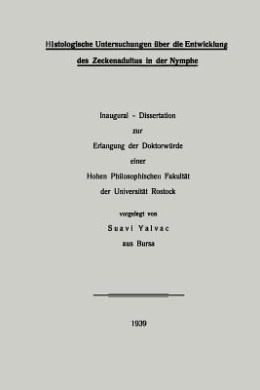 Histologische Untersuchungen über die Entwicklung
des Zeckenadultus in der Nymphe
Inaugural - Dissertation
zur
Erlangung der Doktorwürde
einer
Hohen Philosophischen Fakultät
der Universität Rostock
vorgelegt von
Suavi Yalvac
aus Bursa
1939